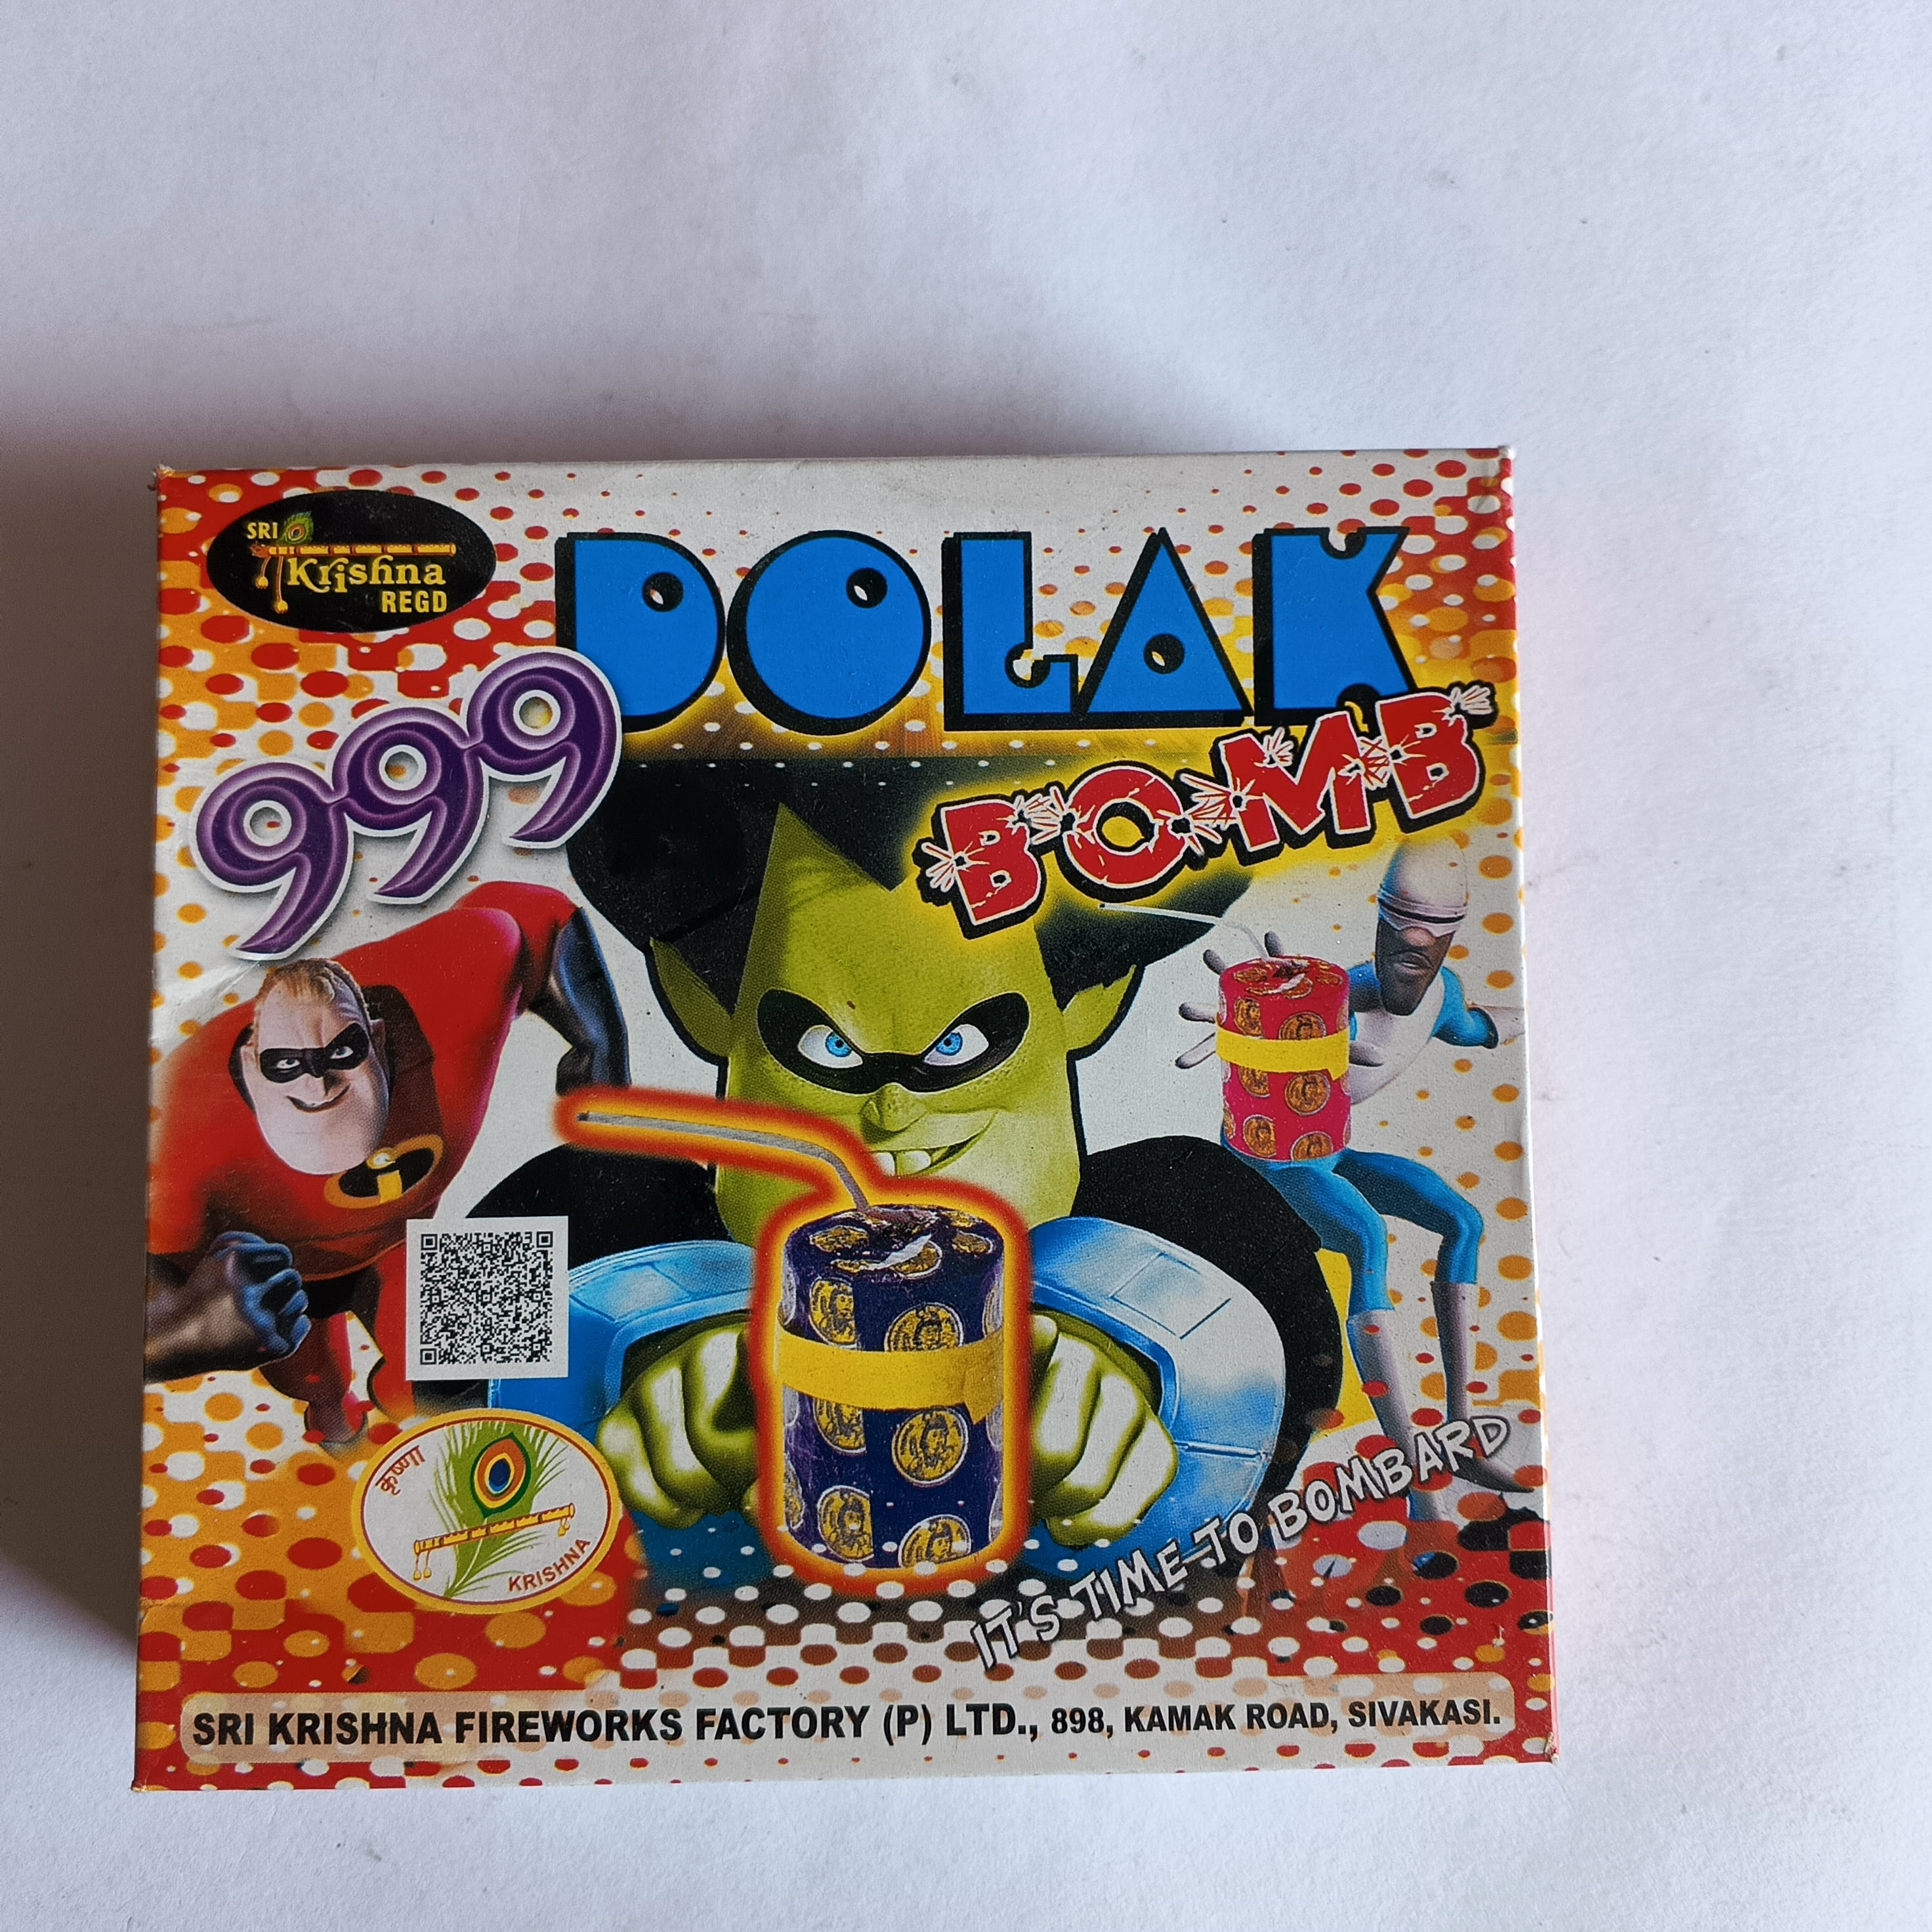 SRI
Krishna
REGD
DOLAK
BOMB
999
कृष्णा
KRISHNA
IT'S TIME TO BOMBARD
SRI KRISHNA FIREWORKS FACTORY (P) LTD., 898, KAMAK ROAD, SIVAKASI.